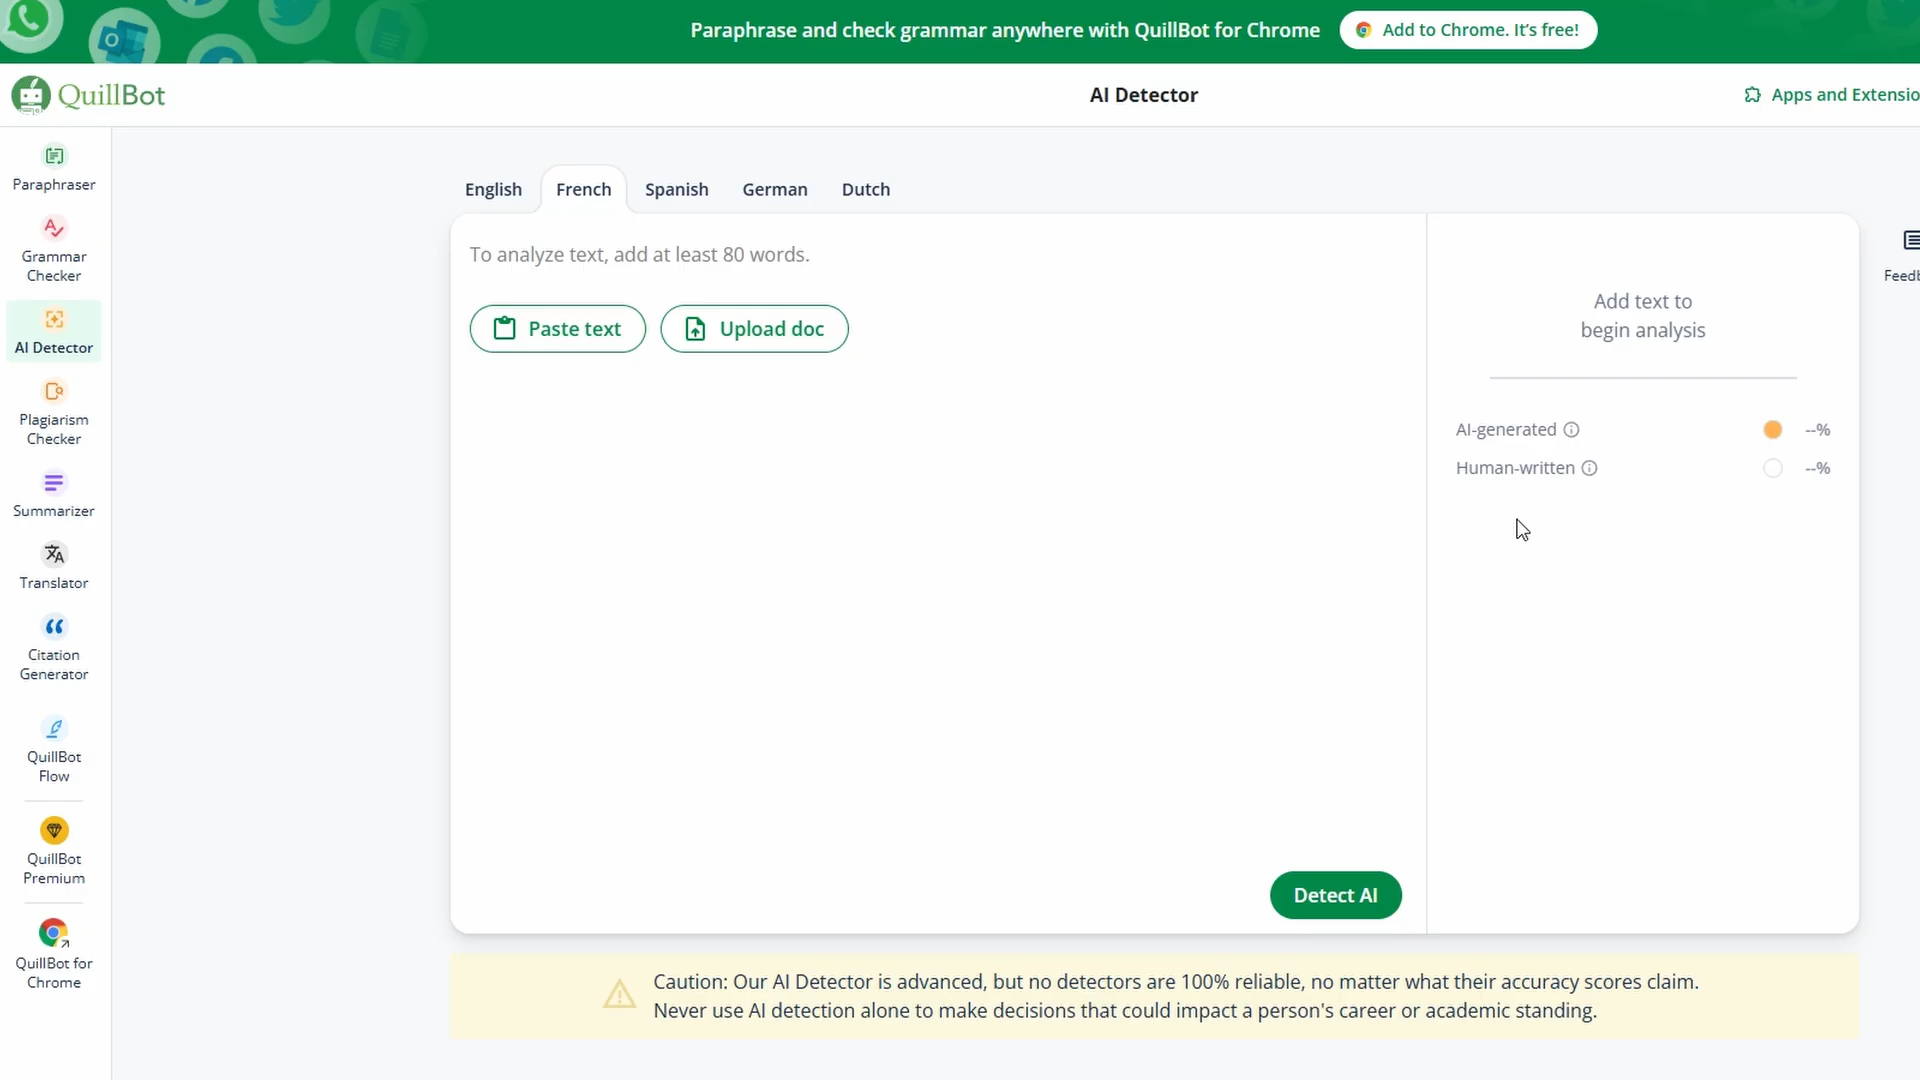 Paraphrase and check grammar anywhere with QuillBot for Chrome
Add to Chrome. It's free!
QuillBot
AI Detector
Apps and Extensio
Paraphraser
Grammar
Checker
AI Detector
Plagiarism
Checker
Summarizer
Translator
Citation
Generator
QuillBot
Flow
QuillBot
Premium
QuillBot for
Chrome
English
French
Spanish
German
Dutch
To analyze text, add at least 80 words.
Paste text
Upload doc
Add text to
begin analysis
AI-generated
--%
Human-written
--%
Feedb
Detect AI
Caution: Our AI Detector is advanced, but no detectors are 100% reliable, no matter what their accuracy scores claim.
Never use AI detection alone to make decisions that could impact a person's career or academic standing.